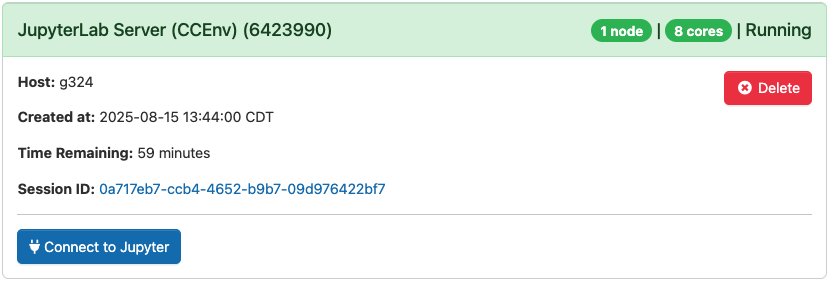 JupyterLab Server (CCEnv) (6423990) 1 node | 8 cores | Running
Host: g324
Delete
Created at: 2025-08-15 13:44:00 CDT
Time Remaining: 59 minutes
Session ID: 0a717eb7-ccb4-4652-b9b7-09d976422bf7
Connect to Jupyter